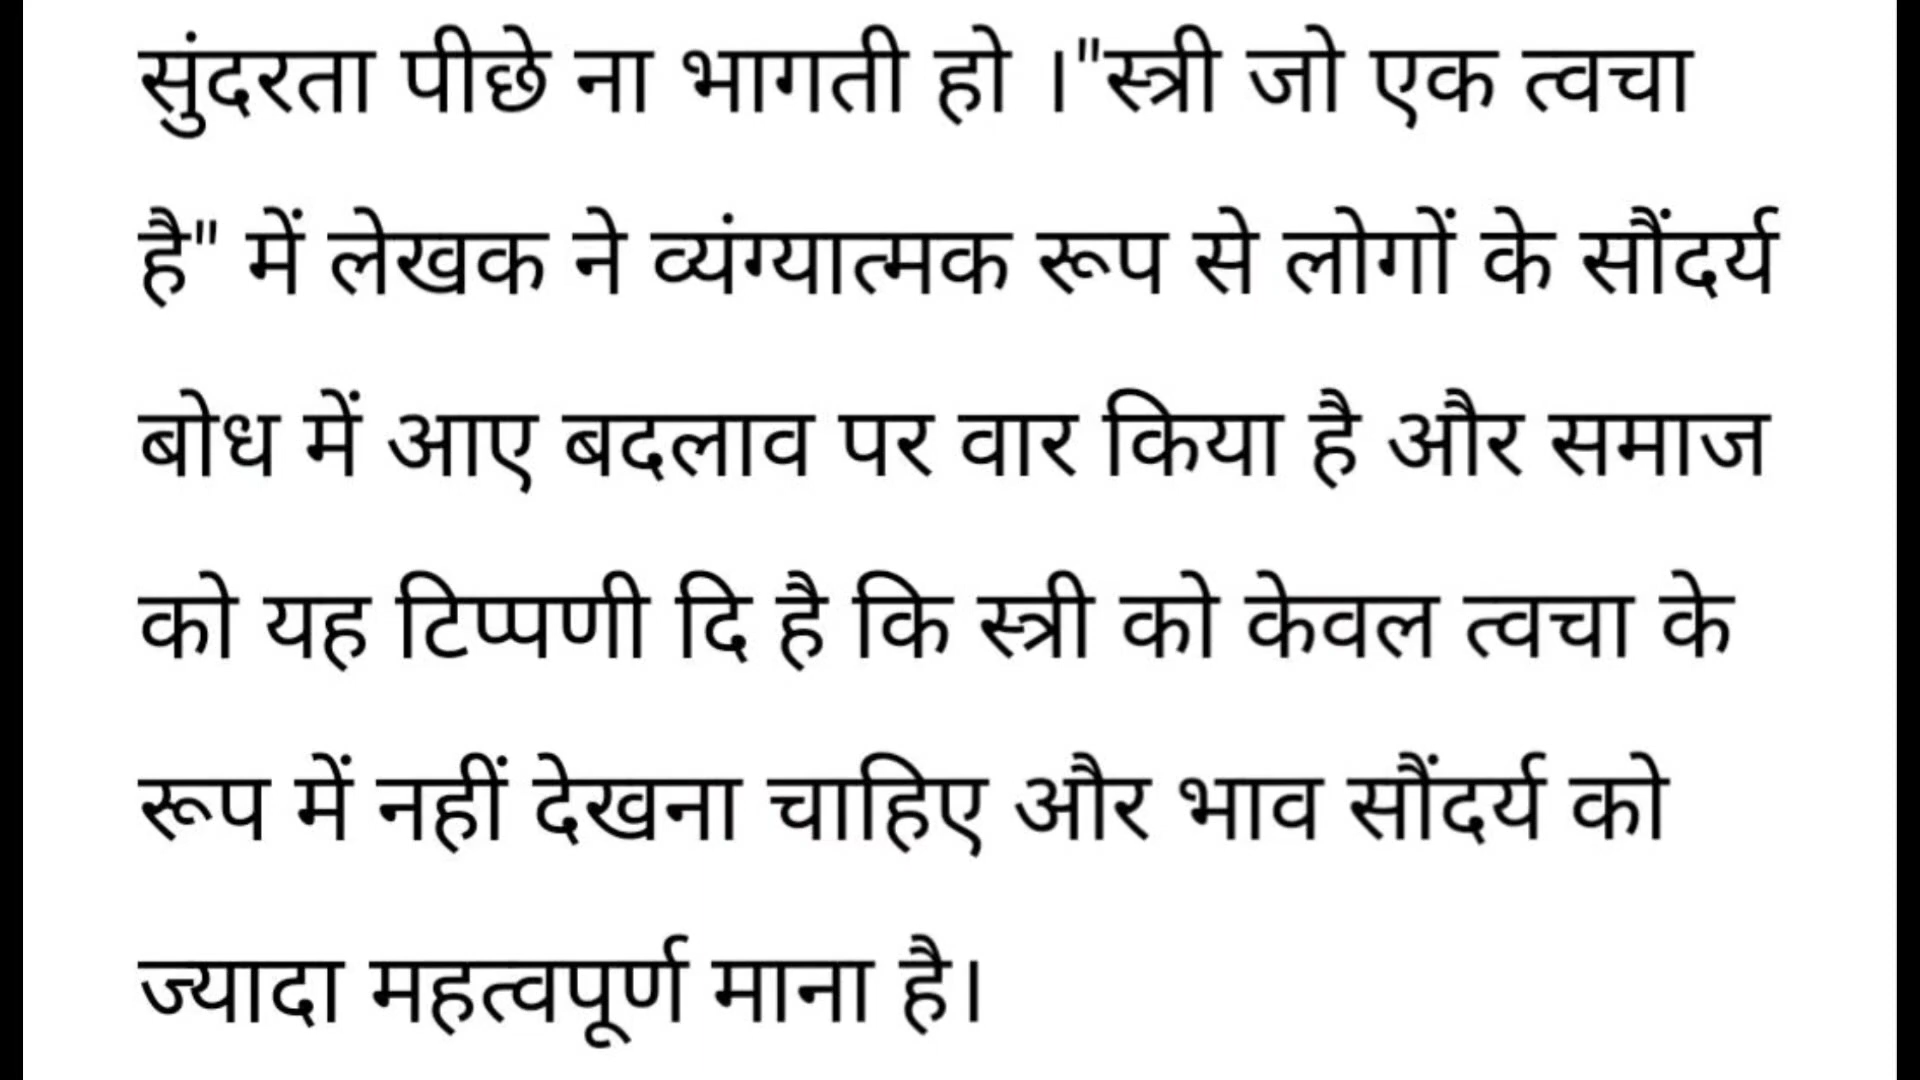 सुंदरता पीछे ना भागती हो ।"स्त्री जो एक त्वचा
है" में लेखक ने व्यंग्यात्मक रूप से लोगों के सौंदर्य
बोध में आए बदलाव पर वार किया है और समाज
को यह टिप्पणी दि है कि स्त्री को केवल त्वचा के
रूप में नहीं देखना चाहिए और भाव सौंदर्य को
ज्यादा महत्वपूर्ण माना है।